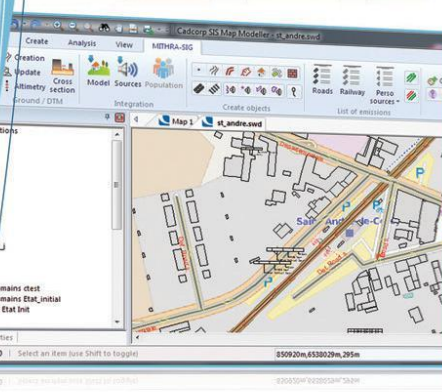 Cadcorp SIS Map Modeller - st_andre.swd
Create Analysis View MITHRA-SIG
Creation
Update
Altimetry
Cross section
Ground / DTM
Model Sources Population
Integration
Create objects
Roads Railway Perso sources
List of emissions
Map 1 st_andre.swd
tions
P
P
P
mains ctest
mains Etat_initial
Etat Init
ties
Select an item (use Shift to toggle)
850920m,6538029m,295m